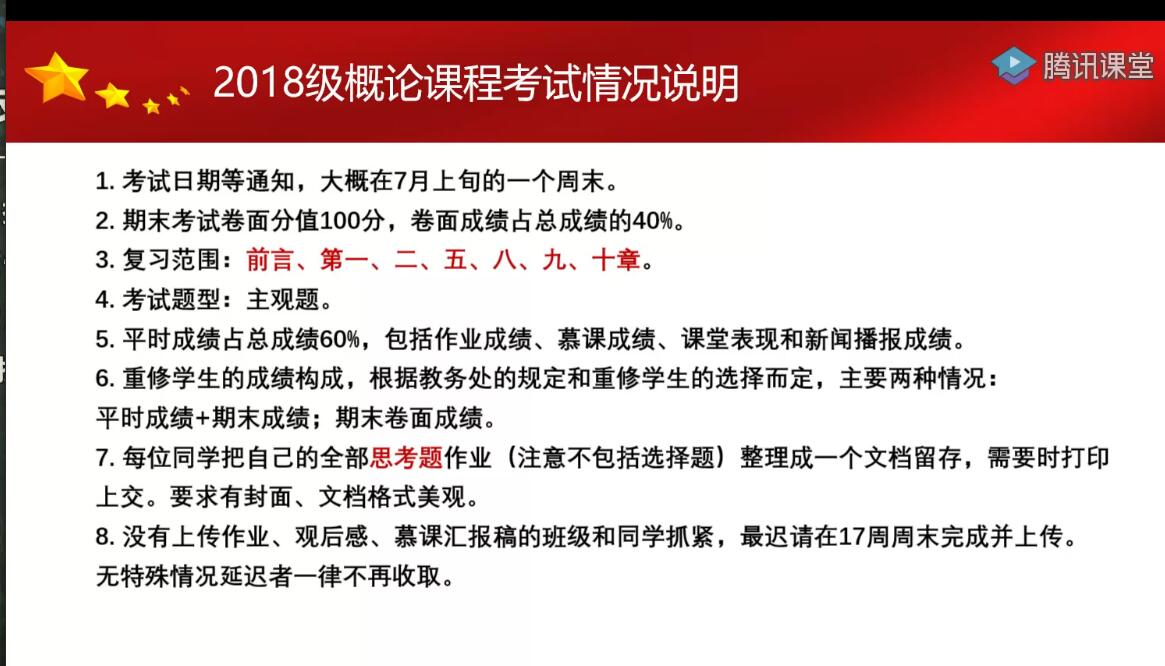 2018级概论课程考试情况说明
腾讯课堂
1. 考试日期等通知，大概在7月上旬的一个周末。
2. 期末考试卷面分值100分，卷面成绩占总成绩的40%。
3. 复习范围：前言、第一、二、五、八、九、十章。
4. 考试题型：主观题。
5. 平时成绩占总成绩60%，包括作业成绩、慕课成绩、课堂表现和新闻播报成绩。
6. 重修学生的成绩构成，根据教务处的规定和重修学生的选择而定，主要两种情况：
平时成绩+期末成绩；期末卷面成绩。
7. 每位同学把自己的全部思考题作业（注意不包括选择题）整理成一个文档留存，需要时打印
上交。要求有封面、文档格式美观。
8. 没有上传作业、观后感、慕课汇报稿的班级和同学抓紧，最迟请在17周周末完成并上传。
无特殊情况延迟者一律不再收取。